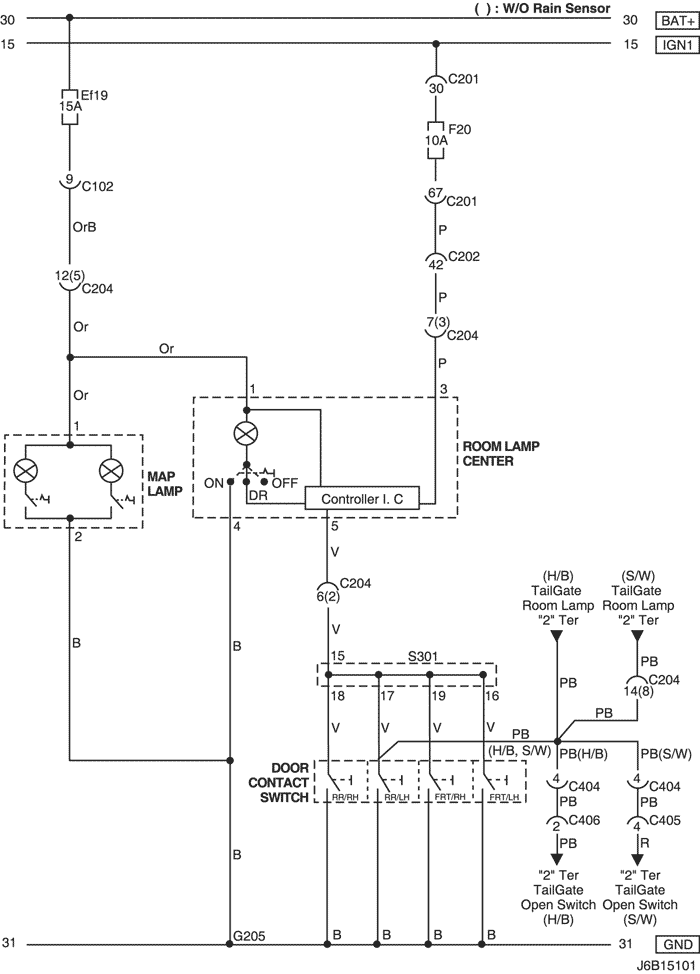 ( ) : W/O Rain Sensor
30 30 BAT+
15 15 IGN1
Ef19
15A
C201
30
F20
10A
9
C102
67
C201
OrB
P
C202
42
12(5)
C204
P
Or
7(3)
C204
Or
P
Or
1
3
1
MAP
LAMP
2
ROOM LAMP
CENTER
ON OFF
DR
Controller I. C
4
5
V
C204
6(2)
V
B
B
(H/B)
TailGate
Room Lamp
"2" Ter
(S/W)
TailGate
Room Lamp
"2" Ter
PB
C204
14(8)
PB
PB
15
S301
18 17 19 16
V V V V
PB
(H/B, S/W)
DOOR
CONTACT
SWITCH
RR/RH RR/LH FRT/RH FRT/LH
PB(H/B) PB(S/W)
4 C404 4 C404
PB PB
2 C406 4 C405
PB R
"2" Ter
TailGate
Open Switch
(H/B)
"2" Ter
TailGate
Open Switch
(S/W)
B
G205
B B B B
31 31 GND
J6B15101